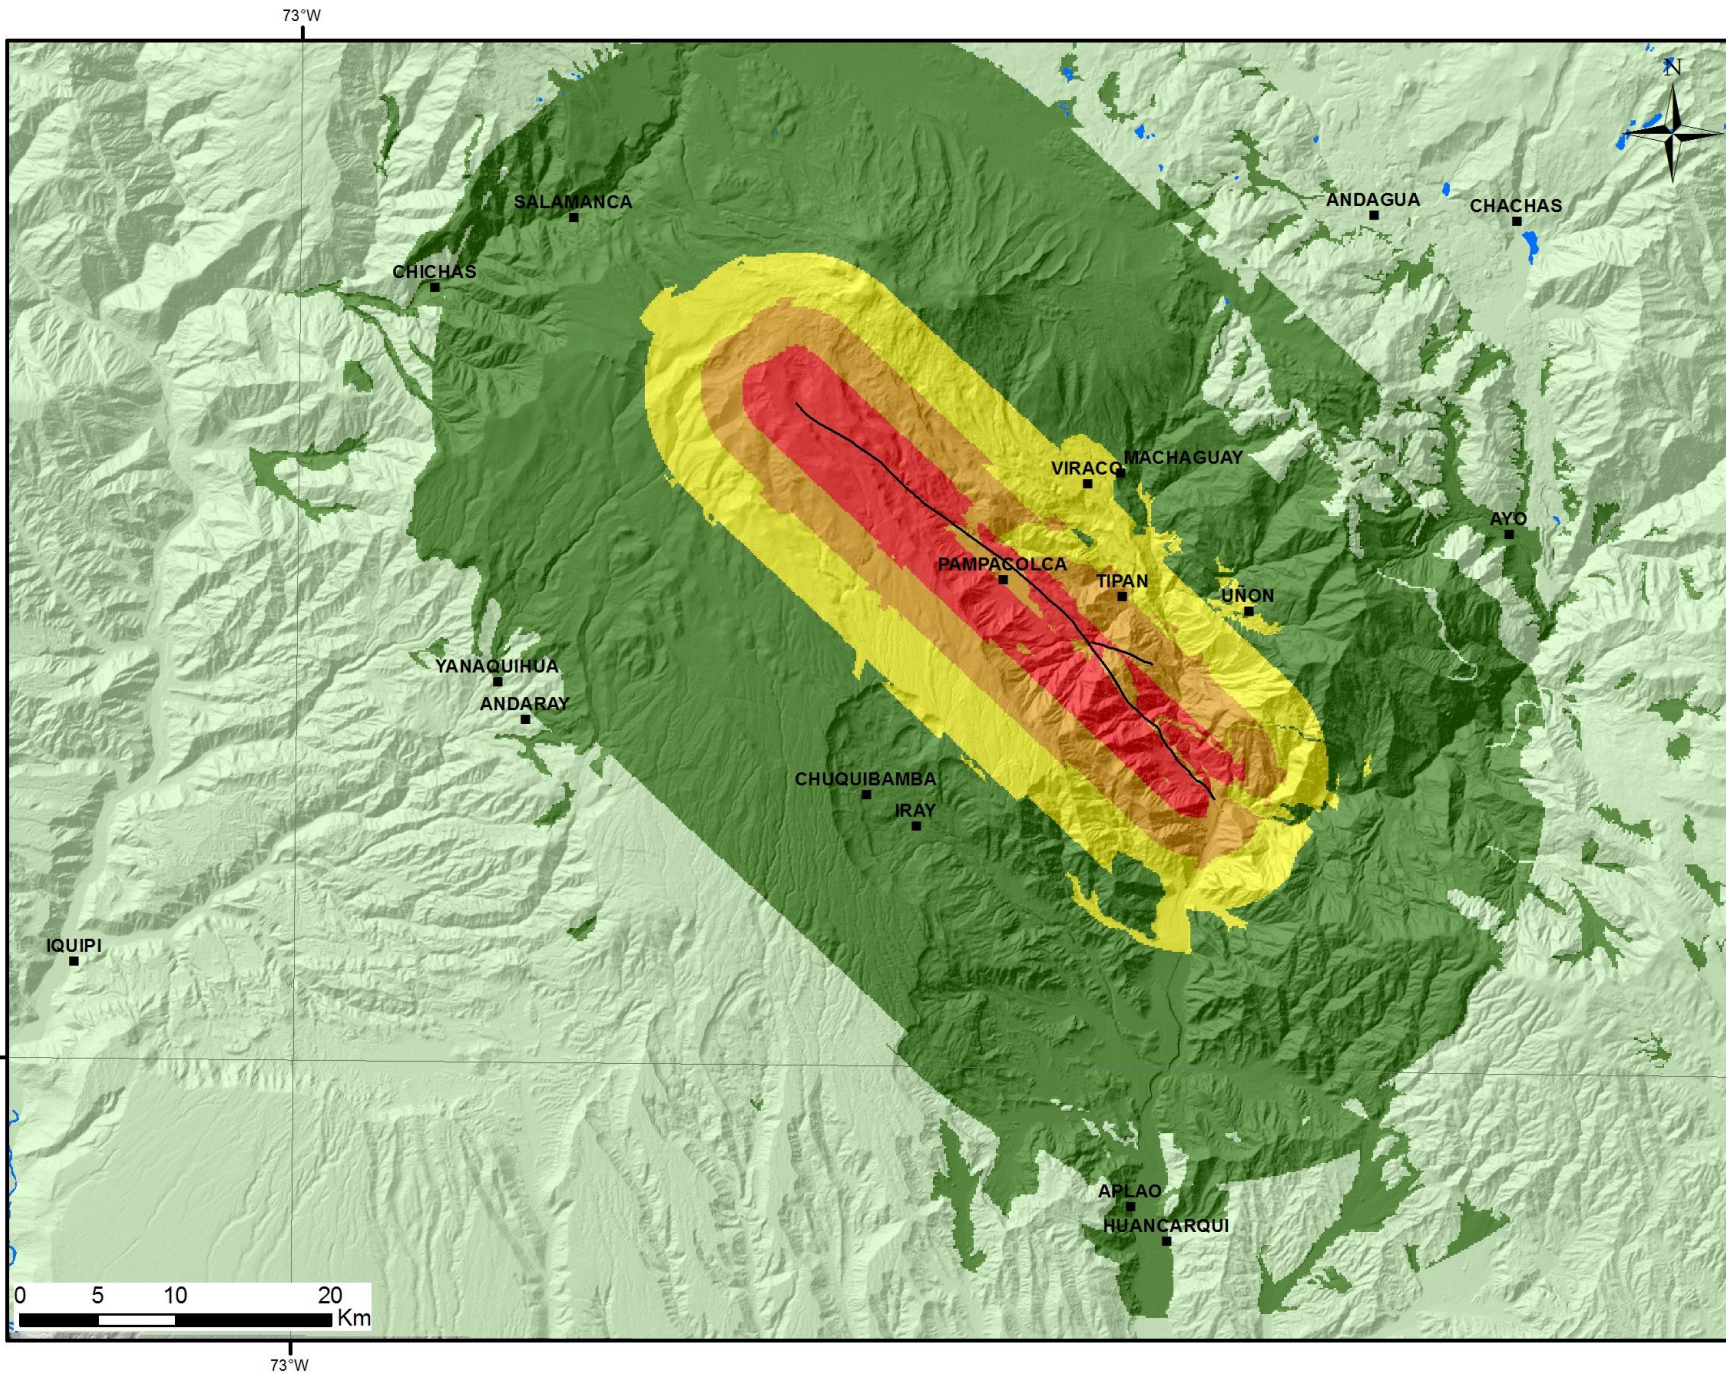 73°W
N
SALAMANCA
ANDAGUA
CHACHAS
CHICHAS
VIRACO
MACHAGUAY
AYO
PAMPACOLCA
TIPAN
UÑON
YANAQUIHUA
ANDARAY
CHUQUIBAMBA
IRAY
IQUIPI
APLAO
HUANCARQUI
0 5 10 20
Km
73°W